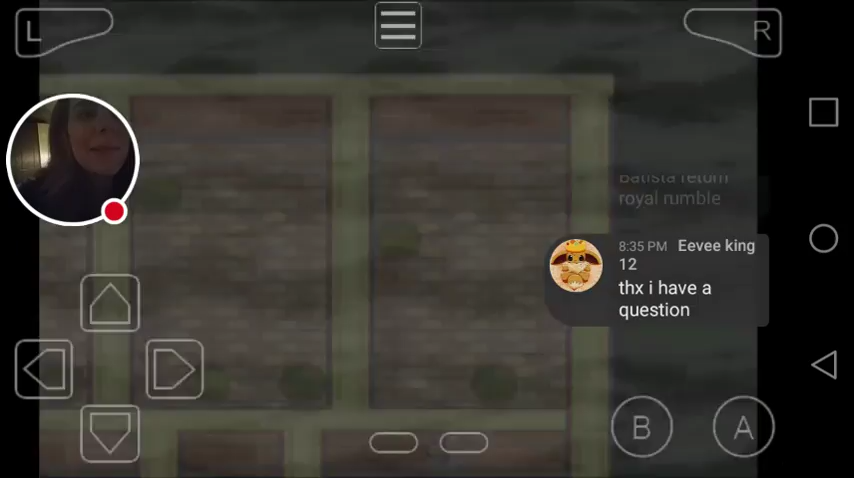 L
R
Batista return
royal rumble
8:35 PM Eevee king
12
thx i have a
question
B
A